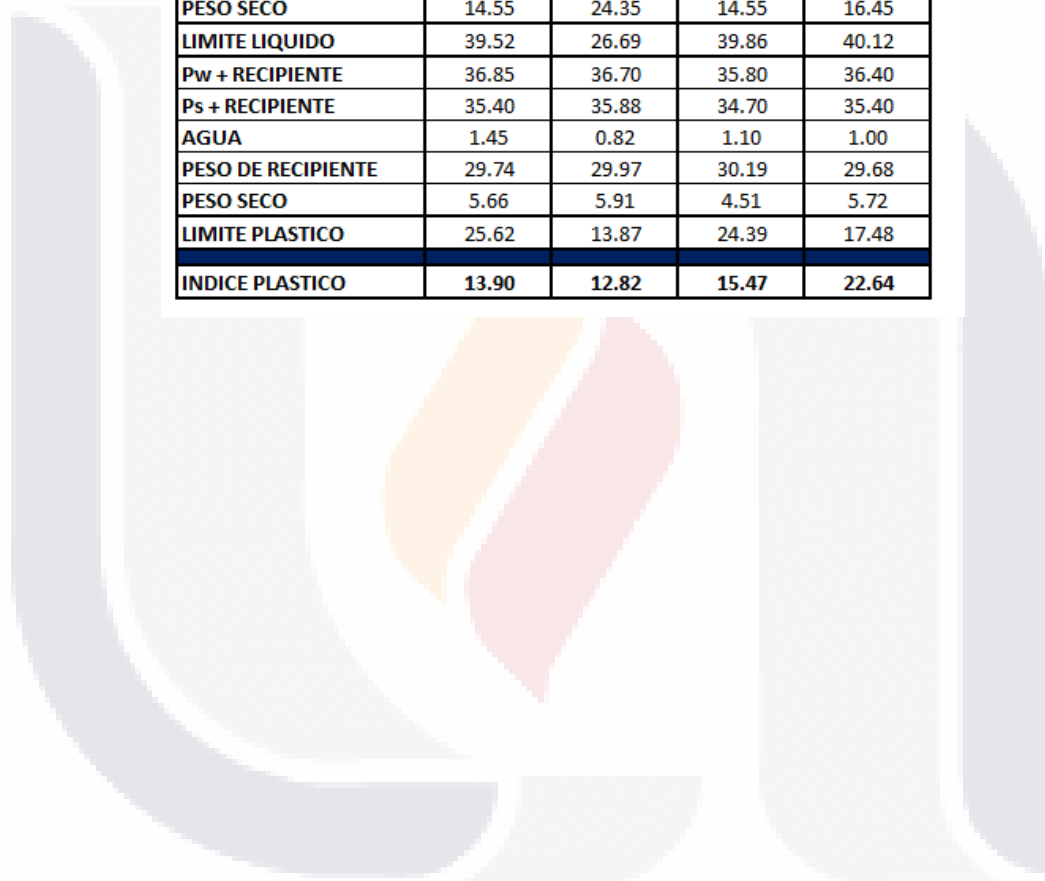 PESO SECO 14.55 24.35 14.55 16.45
LIMITE LIQUIDO 39.52 26.69 39.86 40.12
Pw + RECIPIENTE 36.85 36.70 35.80 36.40
Ps + RECIPIENTE 35.40 35.88 34.70 35.40
AGUA 1.45 0.82 1.10 1.00
PESO DE RECIPIENTE 29.74 29.97 30.19 29.68
PESO SECO 5.66 5.91 4.51 5.72
LIMITE PLASTICO 25.62 13.87 24.39 17.48
INDICE PLASTICO 13.90 12.82 15.47 22.64